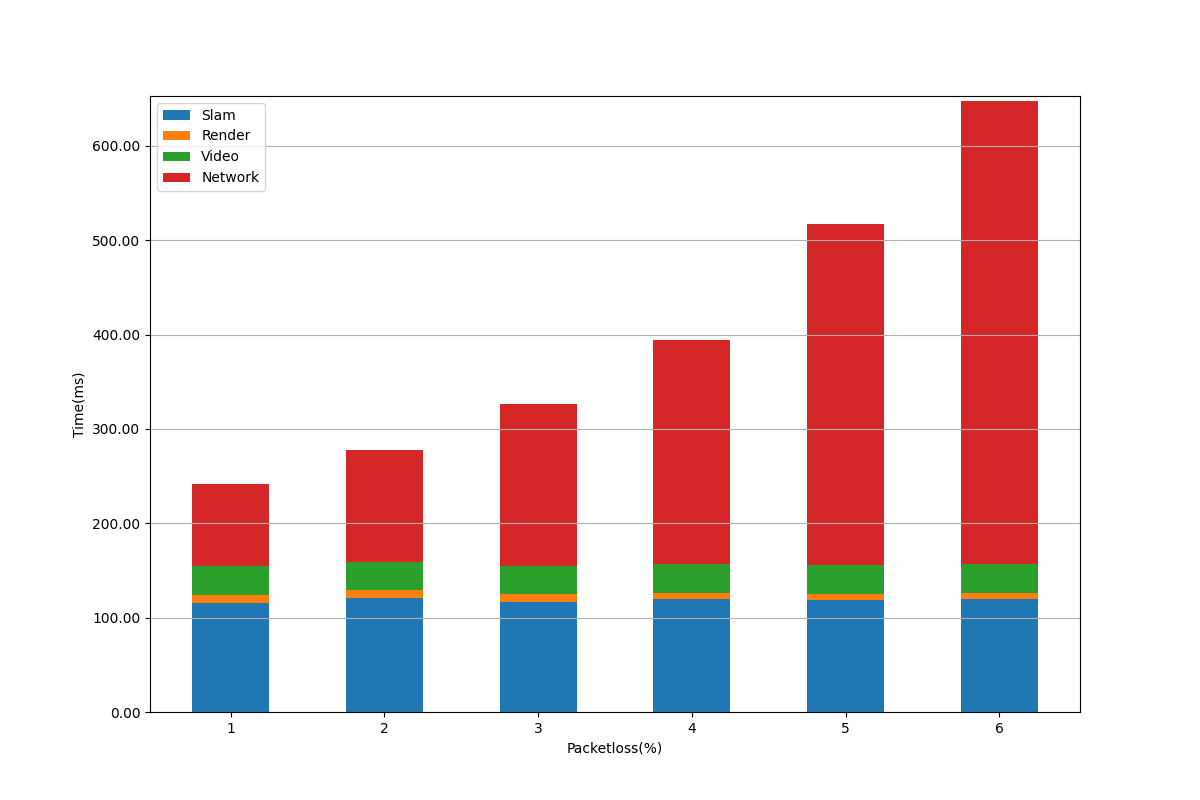 Slam
Render
Video
Network
600.00
500.00
400.00
300.00
200.00
100.00
0.00
Time(ms)
1 2 3 4 5 6
Packetloss(%)